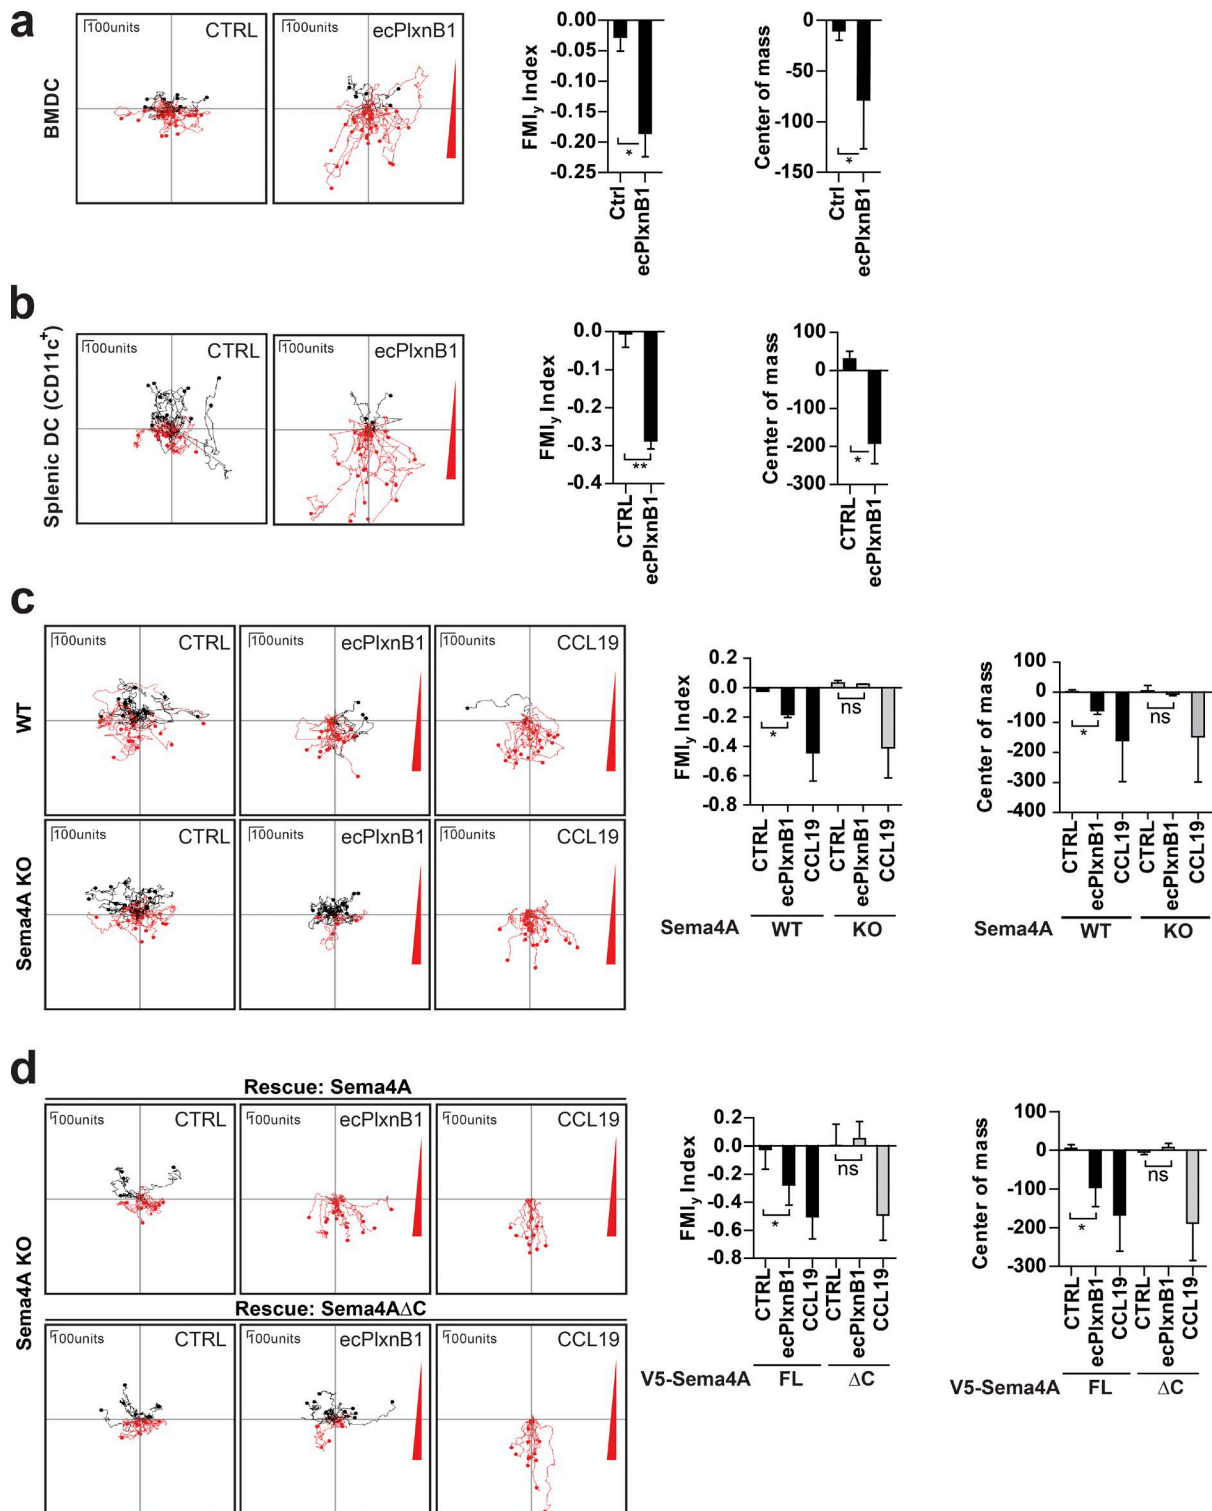 a
BMDC
100units
CTRL
100units
ecPlxnB1
FMIy Index
0.00
-0.05
-0.10
-0.15
-0.20
-0.25
*
Ctrl
ecPlxnB1
Center of mass
0
-50
-100
-150
*
Ctrl
ecPlxnB1
b
Splenic DC (CD11c+)
100units
CTRL
100units
ecPlxnB1
FMIy Index
0.0
-0.1
-0.2
-0.3
-0.4
**
CTRL
ecPlxnB1
Center of mass
100
0
-100
-200
-300
*
CTRL
ecPlxnB1
c
WT
100units
CTRL
100units
ecPlxnB1
100units
CCL19
Sema4A KO
100units
CTRL
100units
ecPlxnB1
100units
CCL19
FMIy Index
0.2
0.0
-0.2
-0.4
-0.6
-0.8
*
ns
CTRL
ecPlxnB1
CCL19
CTRL
ecPlxnB1
CCL19
Sema4A
WT
KO
Center of mass
100
0
-100
-200
-300
-400
*
ns
CTRL
ecPlxnB1
CCL19
CTRL
ecPlxnB1
CCL19
Sema4A
WT
KO
d
Sema4A KO
Rescue: Sema4A
100units
CTRL
100units
ecPlxnB1
100units
CCL19
Rescue: Sema4AΔC
100units
CTRL
100units
ecPlxnB1
100units
CCL19
FMIy Index
0.2
0.0
-0.2
-0.4
-0.6
-0.8
*
ns
CTRL
ecPlxnB1
CCL19
CTRL
ecPlxnB1
CCL19
V5-Sema4A
FL
ΔC
Center of mass
100
0
-100
-200
-300
*
ns
CTRL
ecPlxnB1
CCL19
CTRL
ecPlxnB1
CCL19
V5-Sema4A
FL
ΔC